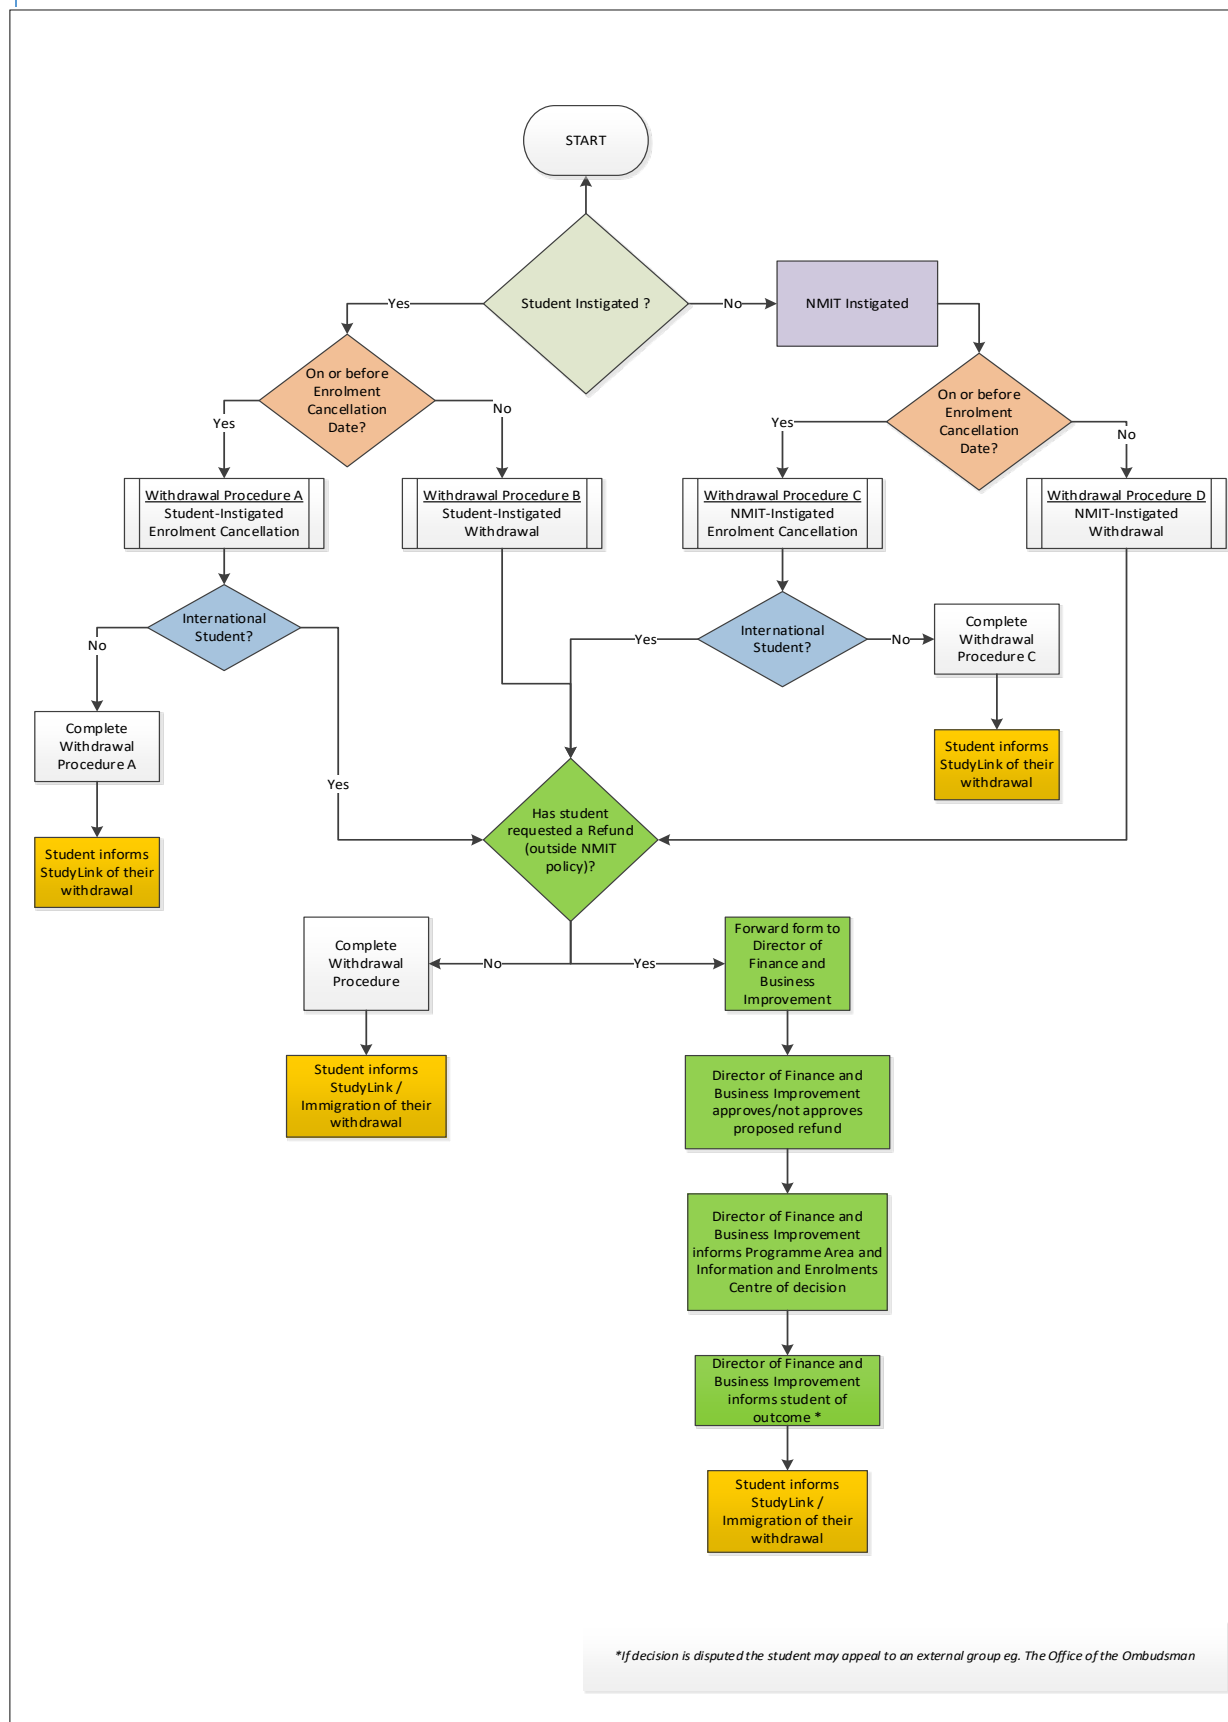 START
Student Instigated ?
Yes
No
NMIT Instigated
On or before
Enrolment
Cancellation
Date?
On or before
Enrolment
Cancellation
Date?
Yes
No
Yes
No
Withdrawal Procedure A
Student-Instigated
Enrolment Cancellation
Withdrawal Procedure B
Student-Instigated
Withdrawal
Withdrawal Procedure C
NMIT-Instigated
Enrolment Cancellation
Withdrawal Procedure D
NMIT-Instigated
Withdrawal
International
Student?
No
Yes
International
Student?
Yes
No
Complete
Withdrawal
Procedure C
Complete
Withdrawal
Procedure A
Student informs
StudyLink of their
withdrawal
Student informs
StudyLink of their
withdrawal
Has student
requested a Refund
(outside NMIT
policy)?
No
Yes
Complete
Withdrawal
Procedure
Forward form to
Director of
Finance and
Business
Improvement
Student informs
StudyLink /
Immigration of their
withdrawal
Director of Finance and
Business Improvement
approves/not approves
proposed refund
Director of Finance and
Business Improvement
informs Programme Area and
Information and Enrolments
Centre of decision
Director of Finance and
Business Improvement
informs student of
outcome *
Student informs
StudyLink /
Immigration of their
withdrawal
*If decision is disputed the student may appeal to an external group eg. The Office of the Ombudsman